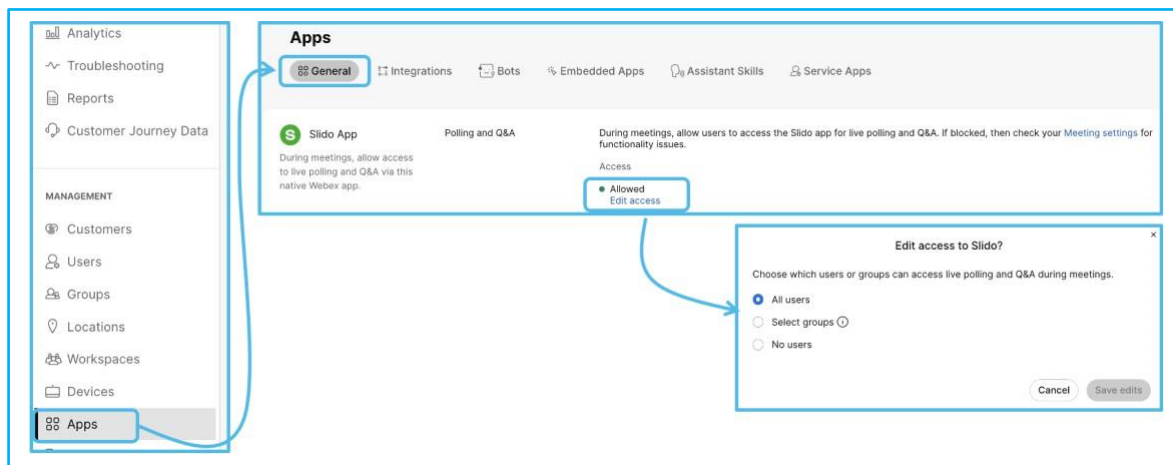 Analytics
Troubleshooting
Reports
Customer Journey Data
MANAGEMENT
Customers
Users
Groups
Locations
Workspaces
Devices
Apps
Apps
General
Integrations
Bots
Embedded Apps
Assistant Skills
Service Apps
S
Slido App
During meetings, allow access
to live polling and Q&A via this
native Webex app.
Polling and Q&A
During meetings, allow users to access the Slido app for live polling and Q&A. If blocked, then check your Meeting settings for
functionality issues.
Access
Allowed
Edit access
Edit access to Slido?
×
Choose which users or groups can access live polling and Q&A during meetings.
All users
Select groups
No users
Cancel
Save edits